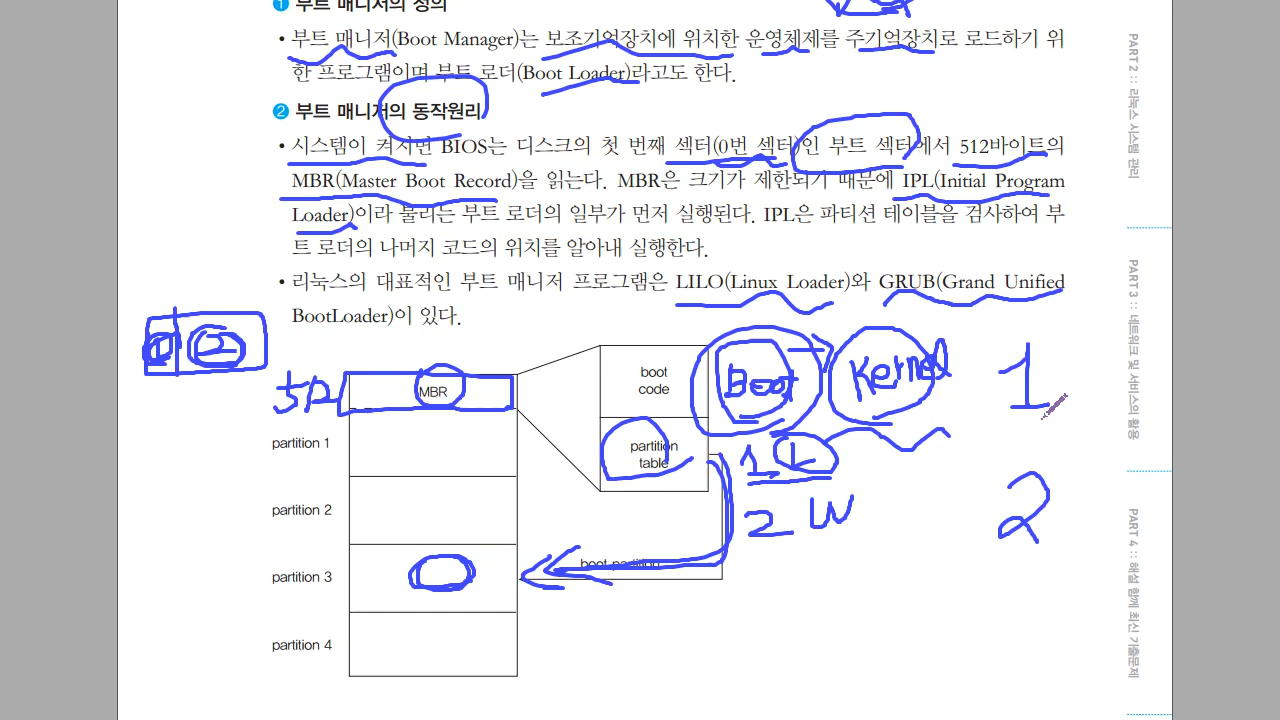 ❶ 부트 매니저의 정의
• 부트 매니저(Boot Manager)는 보조기억장치에 위치한 운영체제를 주기억장치로 로드하기 위
한 프로그램이며 부트 로더(Boot Loader)라고도 한다.
❷ 부트 매니저의 동작원리
• 시스템이 켜지면 BIOS는 디스크의 첫 번째 섹터(0번 섹터)인 부트 섹터에서 512바이트의
MBR(Master Boot Record)을 읽는다. MBR은 크기가 제한되기 때문에 IPL(Initial Program
Loader)이라 불리는 부트 로더의 일부가 먼저 실행된다. IPL은 파티션 테이블을 검사하여 부
트 로더의 나머지 코드의 위치를 알아내 실행한다.
• 리눅스의 대표적인 부트 매니저 프로그램은 LILO(Linux Loader)와 GRUB(Grand Unified
BootLoader)이 있다.
1 2
512
MBR
boot
code
Boot
Kernel
1
partition 1
partition
table
1. L
2 W
2
partition 2
boot partition
partition 3
partition 4
PART 2 :: 리눅스 시스템 관리
PART 3 :: 네트워크 및 서비스의 활용
PART 4 :: 해설 함께 최신 기출문제